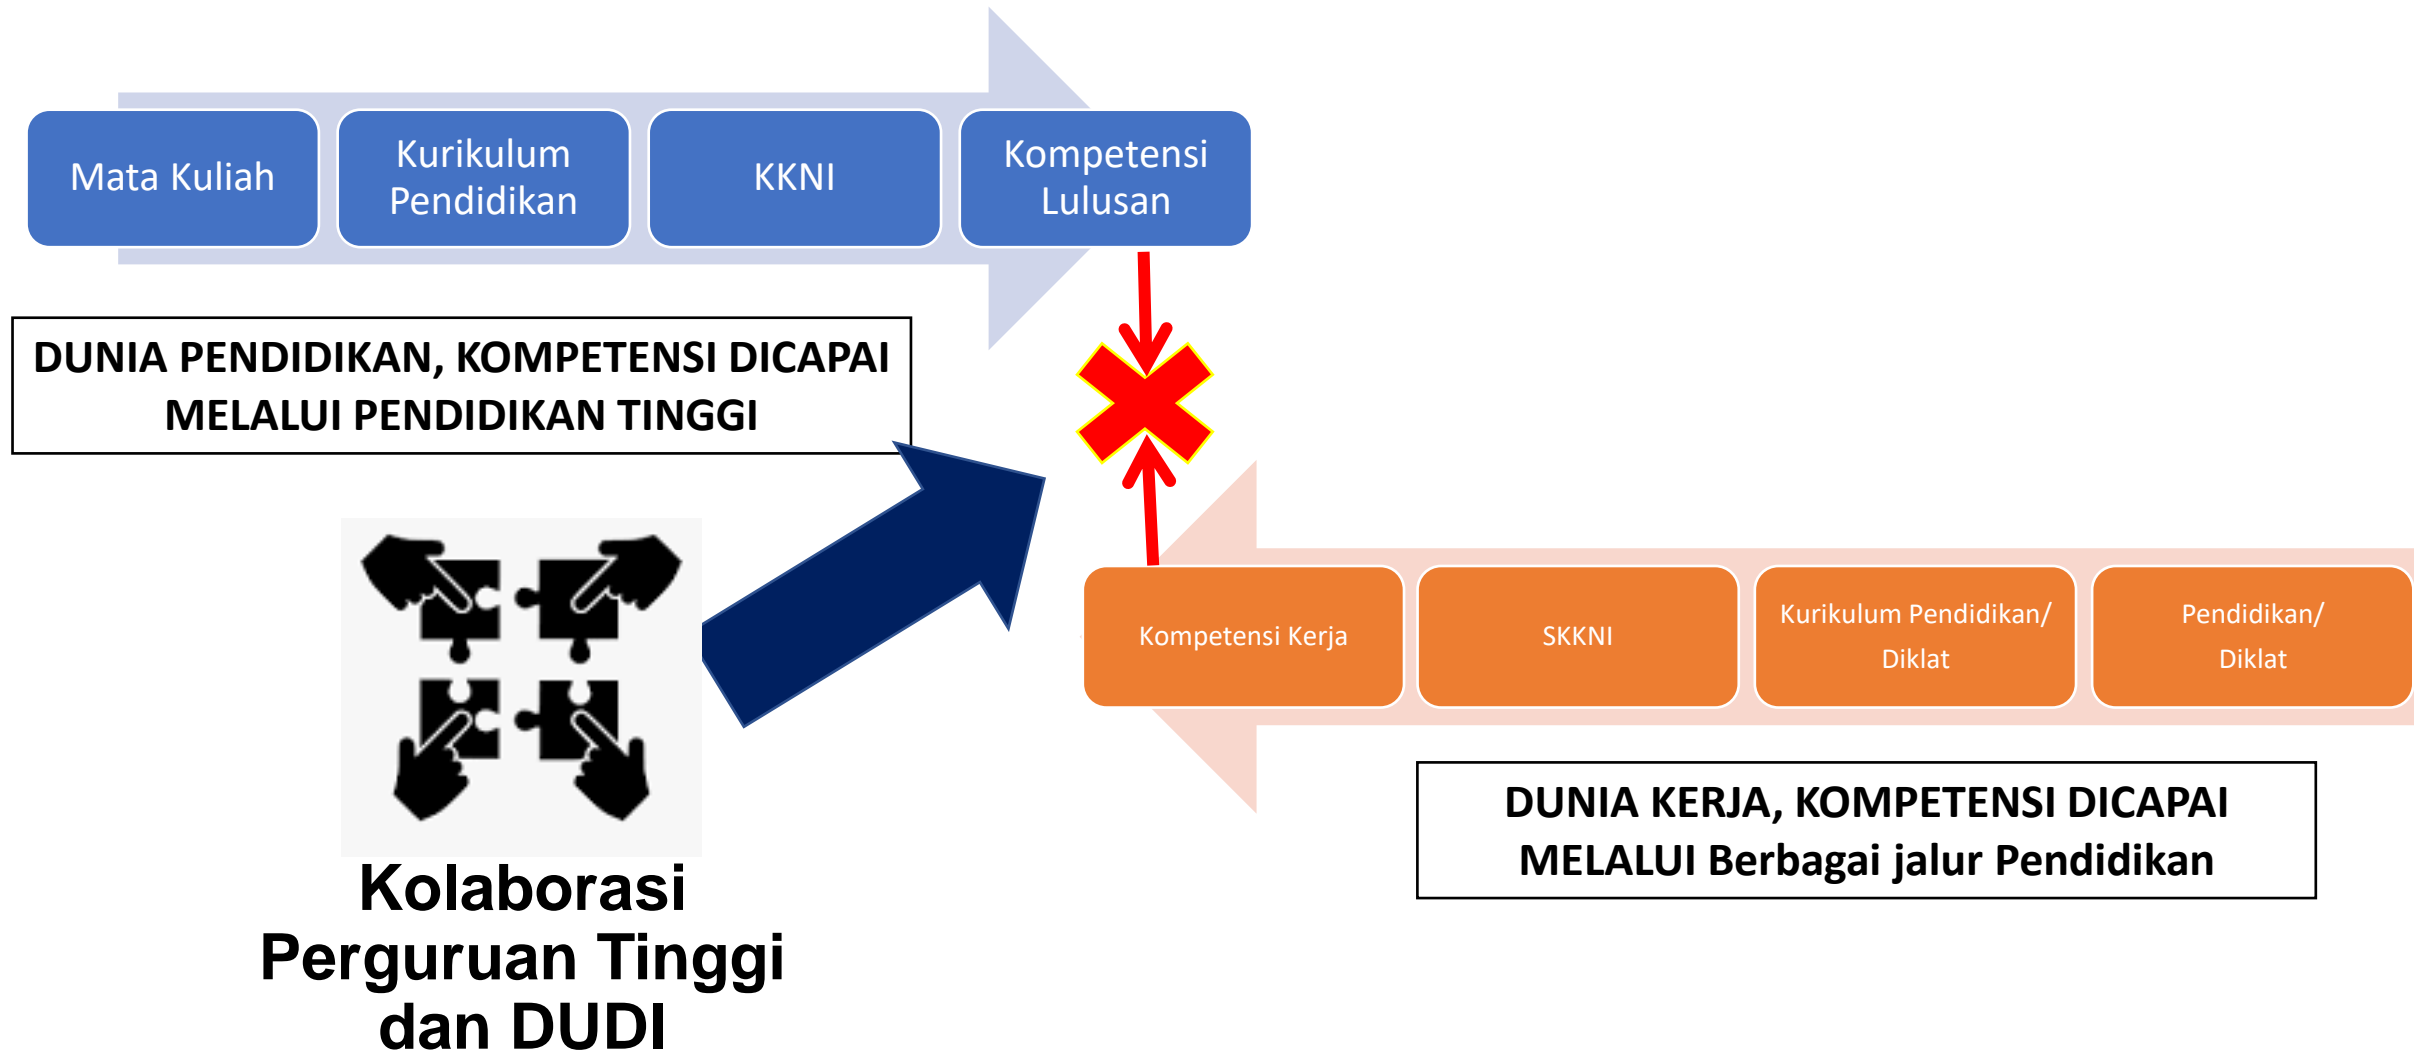 Mata Kuliah
Kurikulum
Pendidikan
KKNI
Kompetensi
Lulusan
DUNIA PENDIDIKAN, KOMPETENSI DICAPAI
MELALUI PENDIDIKAN TINGGI
Kompetensi Kerja
SKKNI
Kurikulum Pendidikan/
Diklat
Pendidikan/
Diklat
DUNIA KERJA, KOMPETENSI DICAPAI
MELALUI Berbagai jalur Pendidikan
Kolaborasi
Perguruan Tinggi
dan DUDI